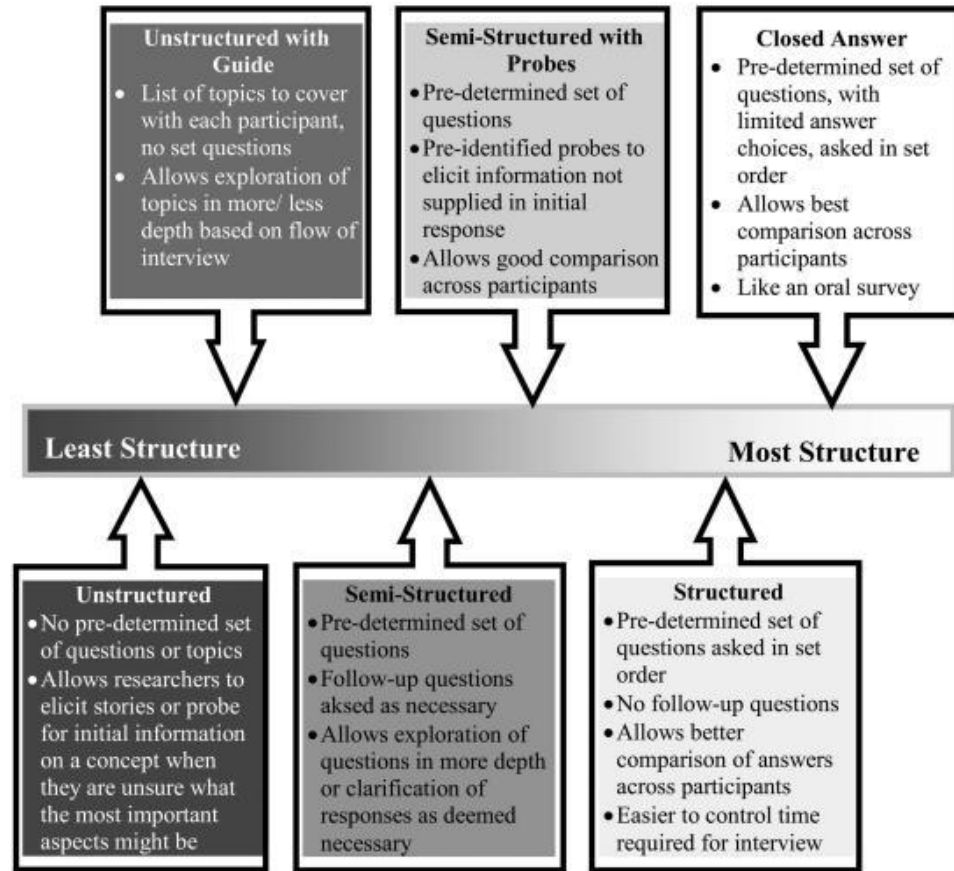 Unstructured with
Guide
• List of topics to cover
with each participant,
no set questions
• Allows exploration of
topics in more/ less
depth based on flow of
interview
Semi-Structured with
Probes
• Pre-determined set of
questions
• Pre-identified probes to
elicit information not
supplied in initial
response
• Allows good comparison
across participants
Closed Answer
• Pre-determined set of
questions, with
limited answer
choices, asked in set
order
• Allows best
comparison across
participants
• Like an oral survey
Least Structure
Most Structure
Unstructured
• No pre-determined set
of questions or topics
• Allows researchers to
elicit stories or probe
for initial information
on a concept when
they are unsure what
the most important
aspects might be
Semi-Structured
• Pre-determined set of
questions
• Follow-up questions
aksed as necessary
• Allows exploration of
questions in more depth
or clarification of
responses as deemed
necessary
Structured
• Pre-determined set of
questions asked in set
order
• No follow-up questions
• Allows better
comparison of answers
across participants
• Easier to control time
required for interview